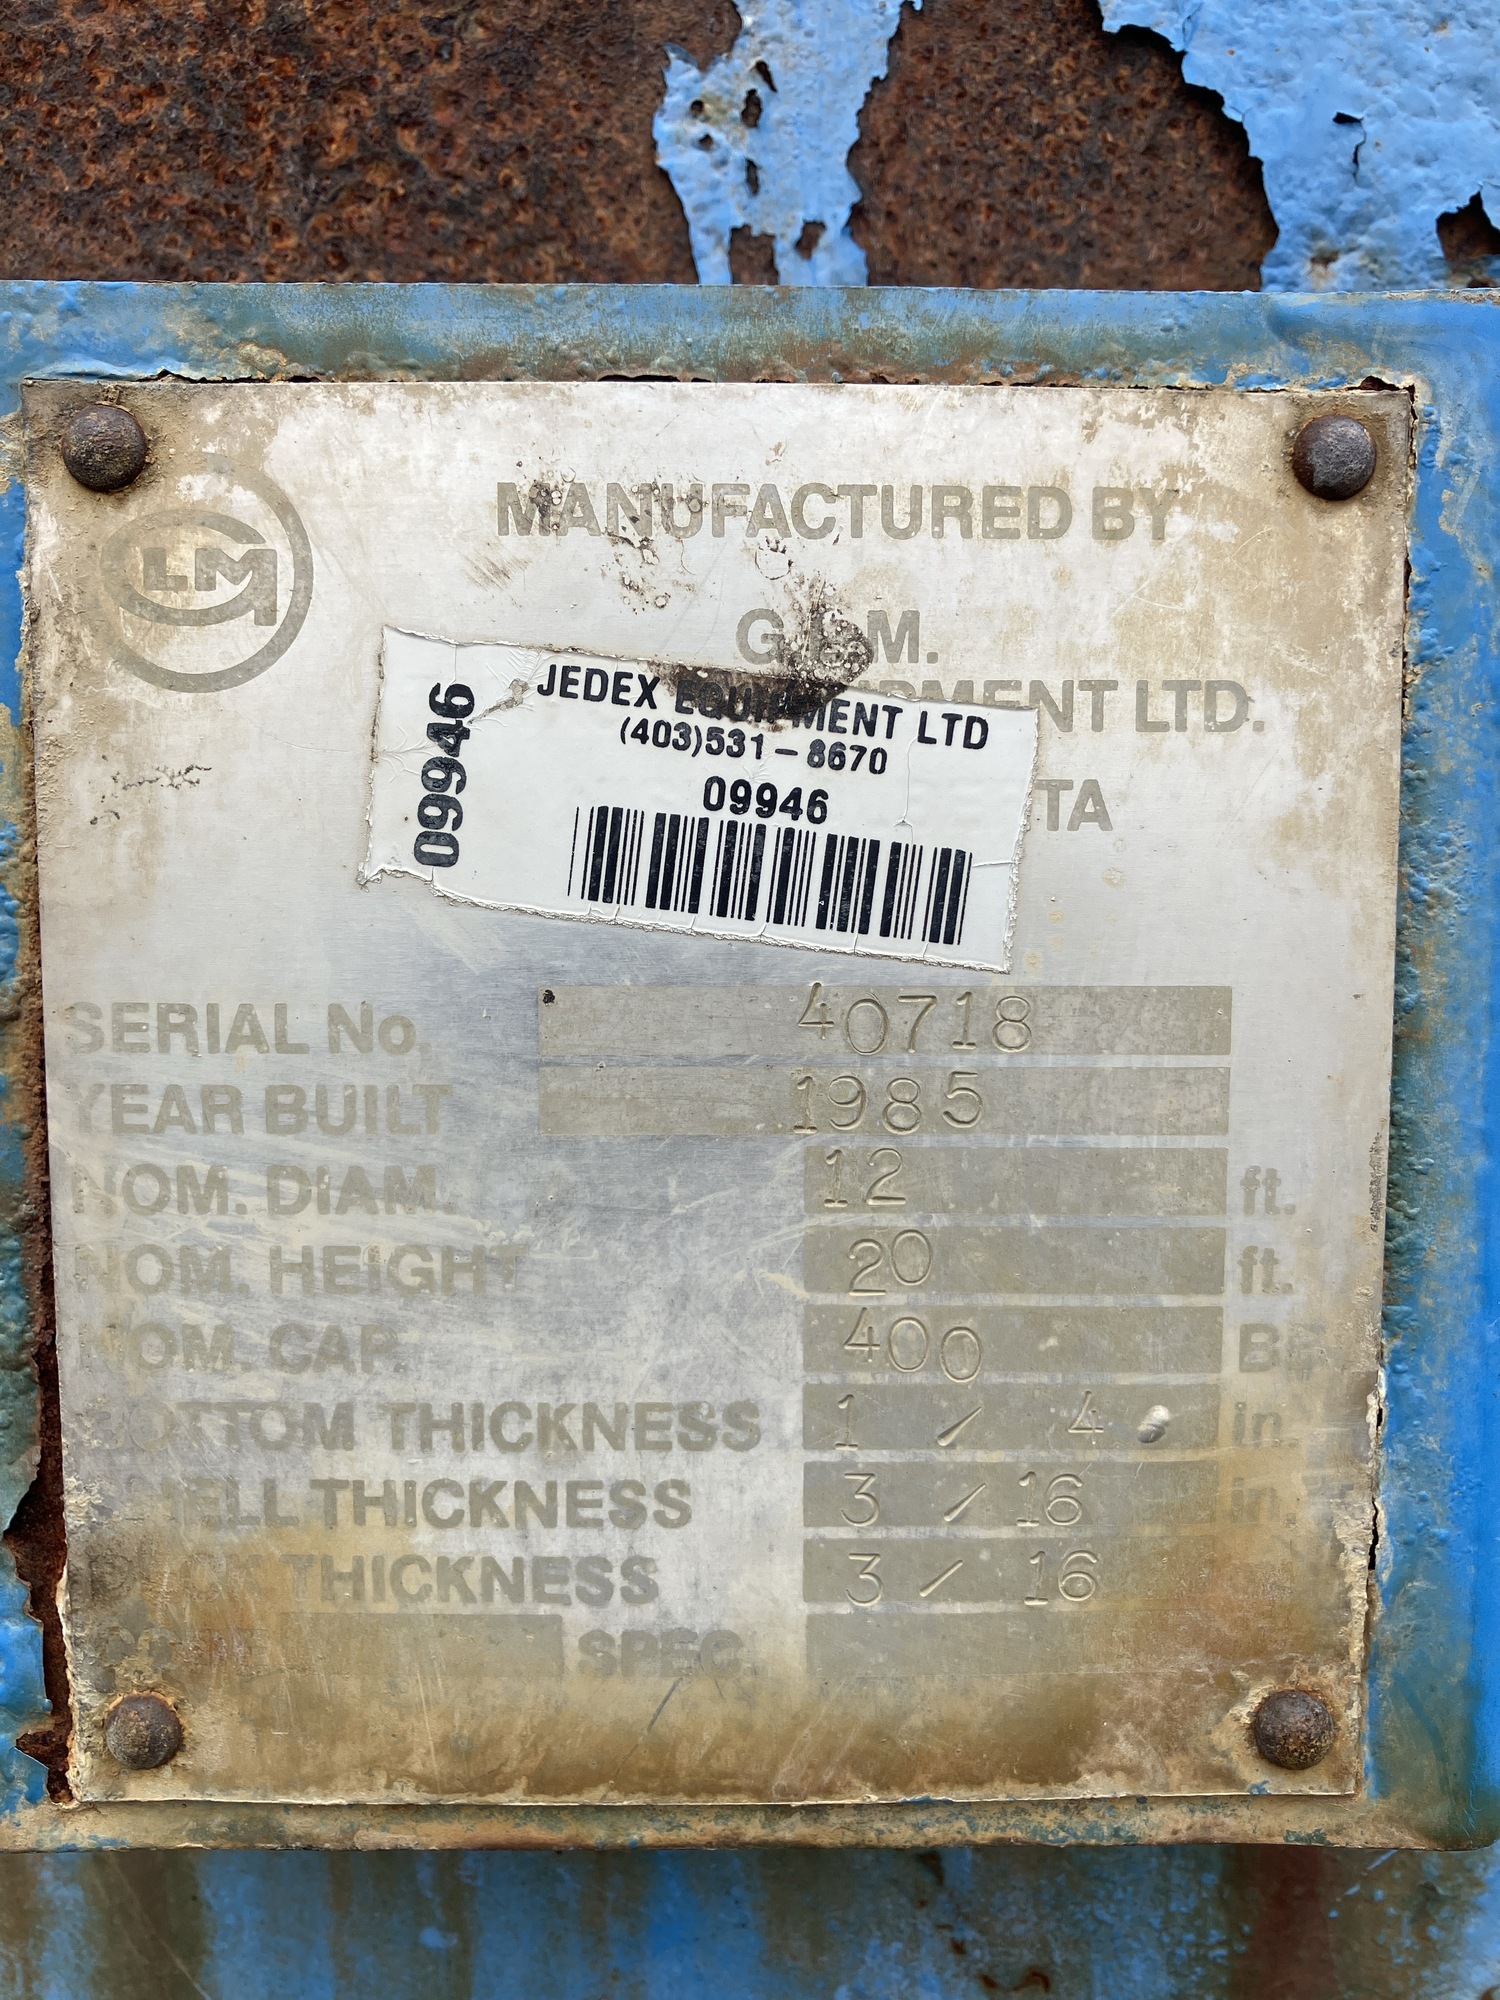 MANUFACTURED BY
LM
G.L.M.
LTD.
JEDEX EQUIPMENT LTD
(403)531-8670
09946
09946
SERIAL No. 40718
YEAR BUILT 1985
NOM. DIAM. 12 ft.
NOM. HEIGHT 20 ft.
NOM. CAP. 400
BOTTOM THICKNESS 1 / 4 in.
SHELL THICKNESS 3 / 16 in.
THICKNESS 3 / 16
SPEC.